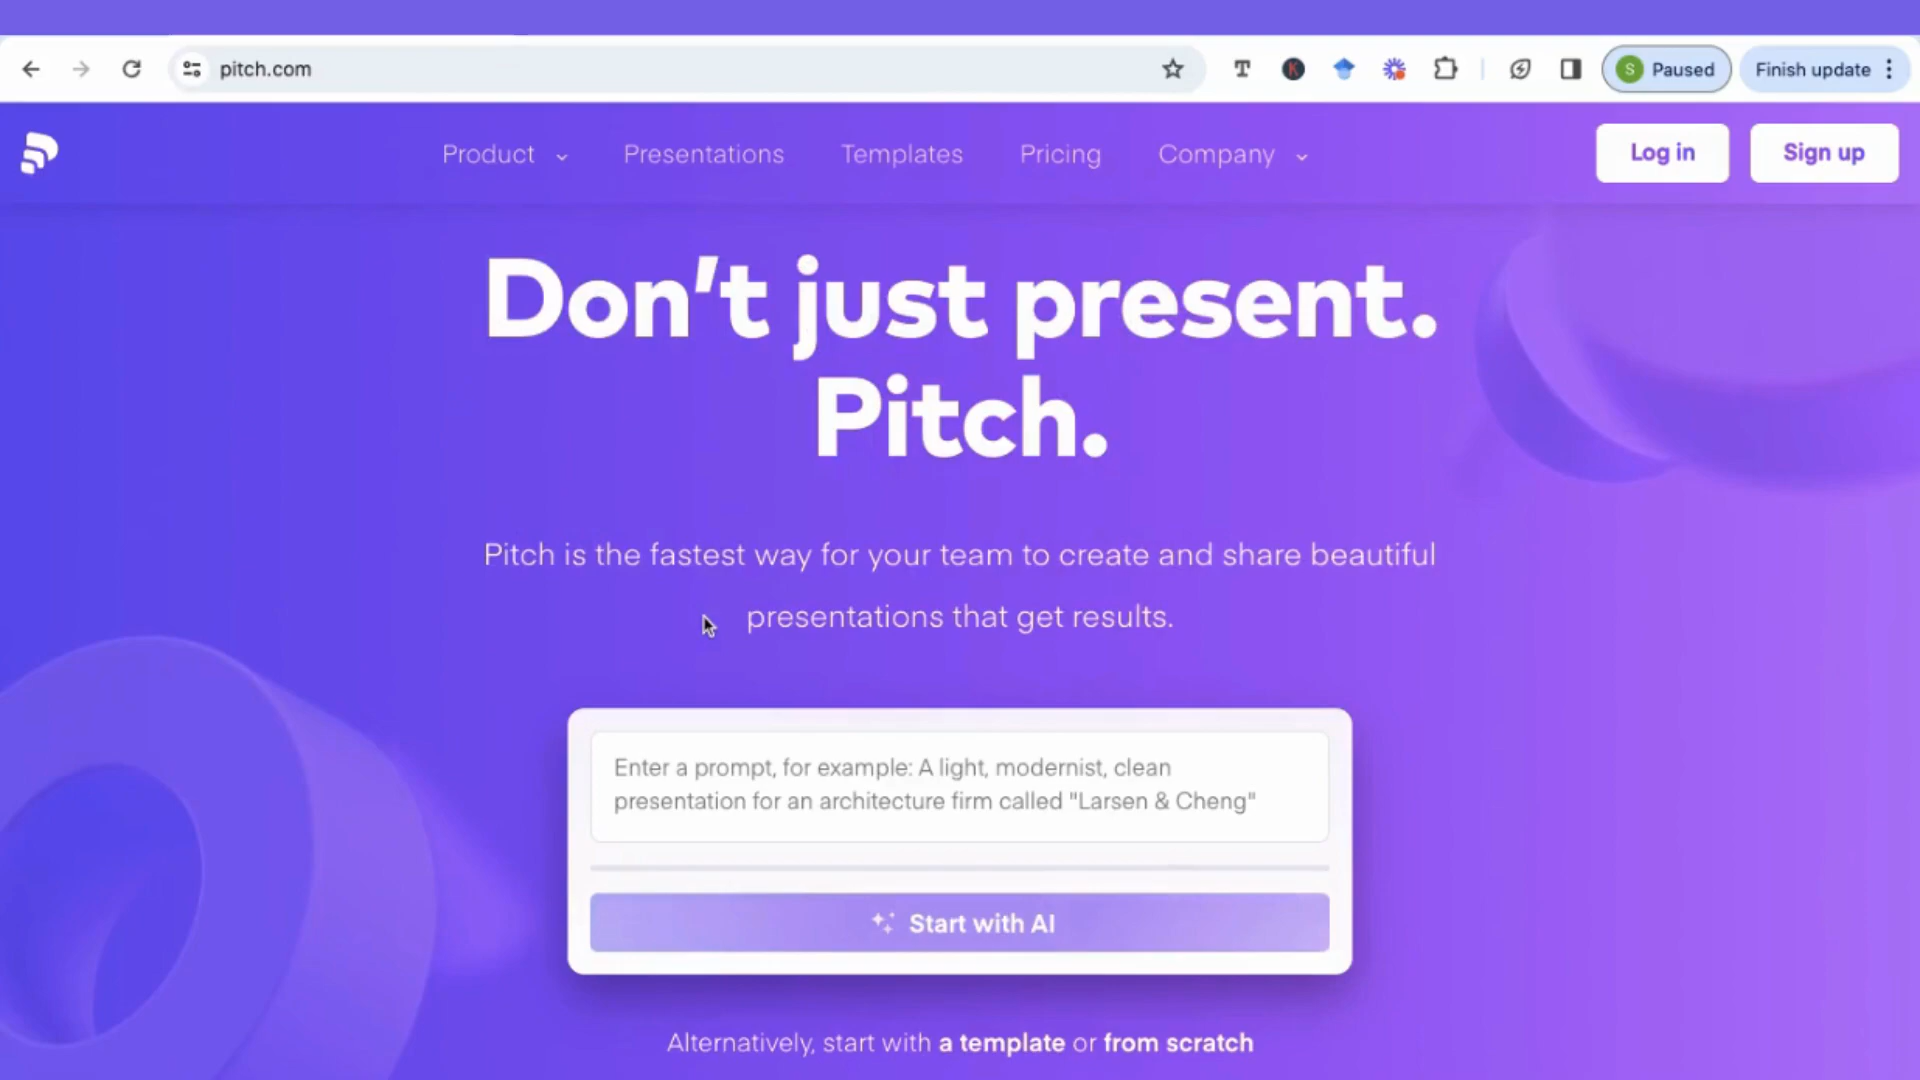 pitch.com
T
K
S
Paused
Finish update
Product
Presentations
Templates
Pricing
Company
Log in
Sign up
Don't just present.
Pitch.
Pitch is the fastest way for your team to create and share beautiful
presentations that get results.
Enter a prompt, for example: A light, modernist, clean
presentation for an architecture firm called "Larsen & Cheng"
Start with AI
Alternatively, start with a template or from scratch